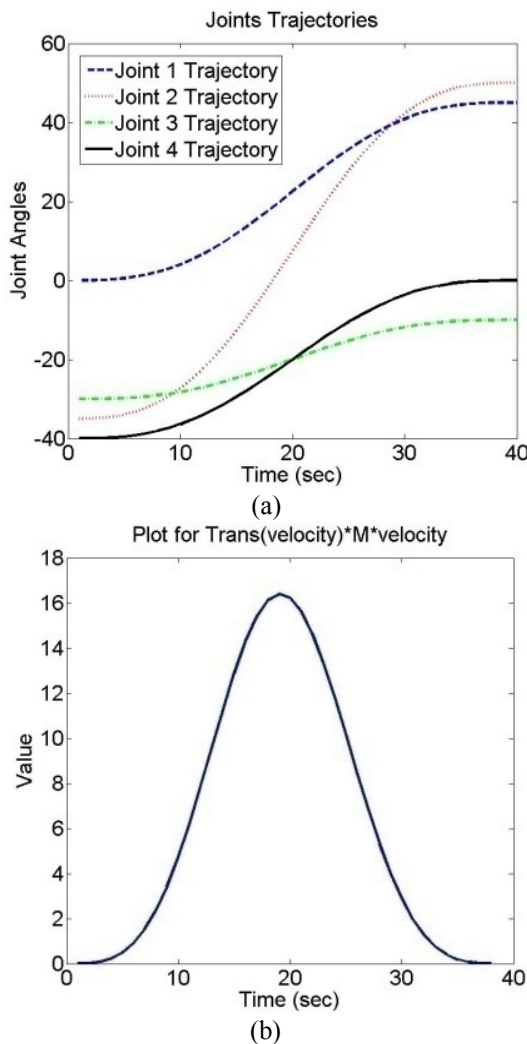 Joints Trajectories
60
40
20
0
-20
-40
Joint Angles
Joint 1 Trajectory
Joint 2 Trajectory
Joint 3 Trajectory
Joint 4 Trajectory
10 20 30 40
Time (sec)
(a)
Plot for Trans(velocity)*M*velocity
18
16
14
12
10
8
6
4
2
0
Value
0 10 20 30 40
Time (sec)
(b)